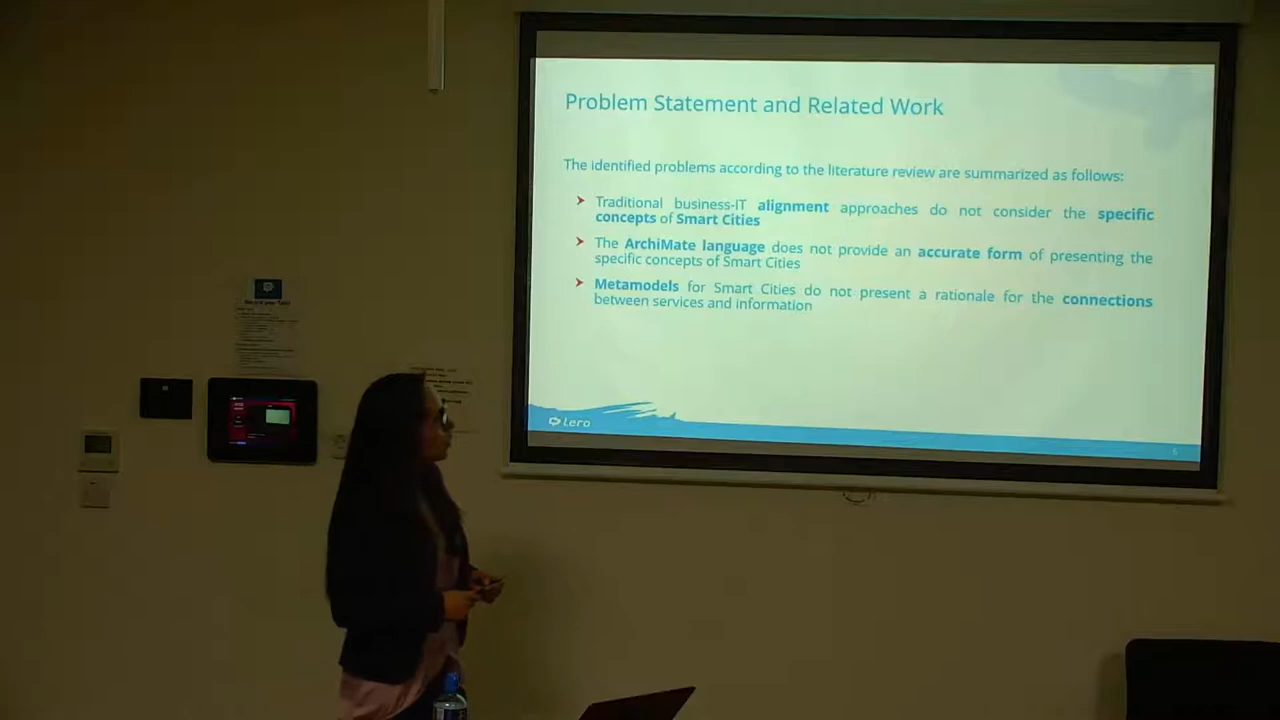 Problem Statement and Related Work
The identified problems according to the literature review are summarized as follows:
Traditional business-IT alignment approaches do not consider the specific
concepts of Smart Cities
The ArchiMate language does not provide an accurate form of presenting the
specific concepts of Smart Cities
Metamodels for Smart Cities do not present a rationale for the connections
between services and information
Lero